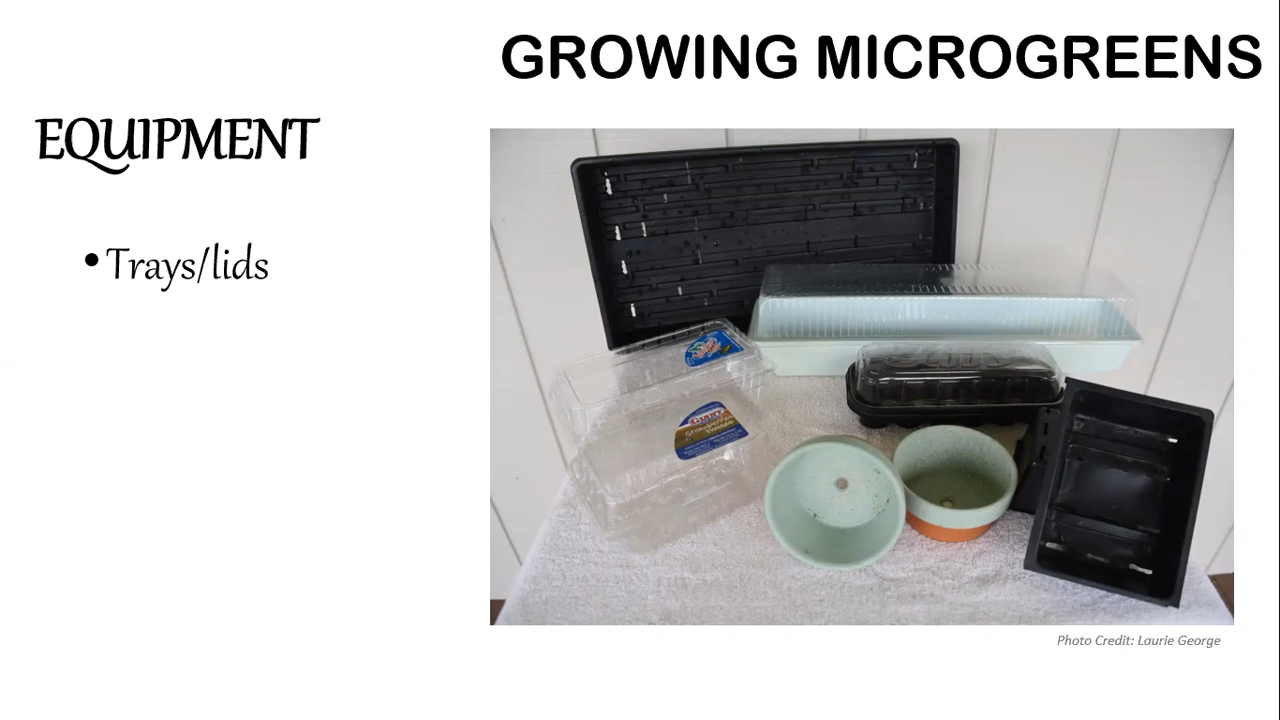 GROWING MICROGREENS
EQUIPMENT
•Trays/lids
Photo Credit: Laurie George